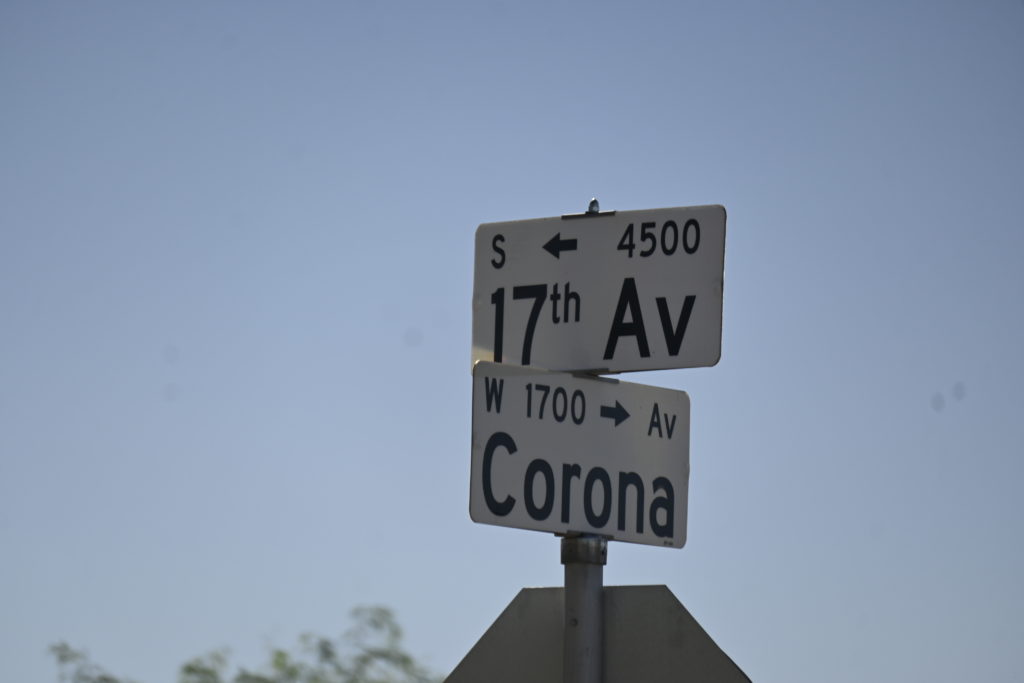 S ← 4500
17th Av
W 1700 → Av
Corona